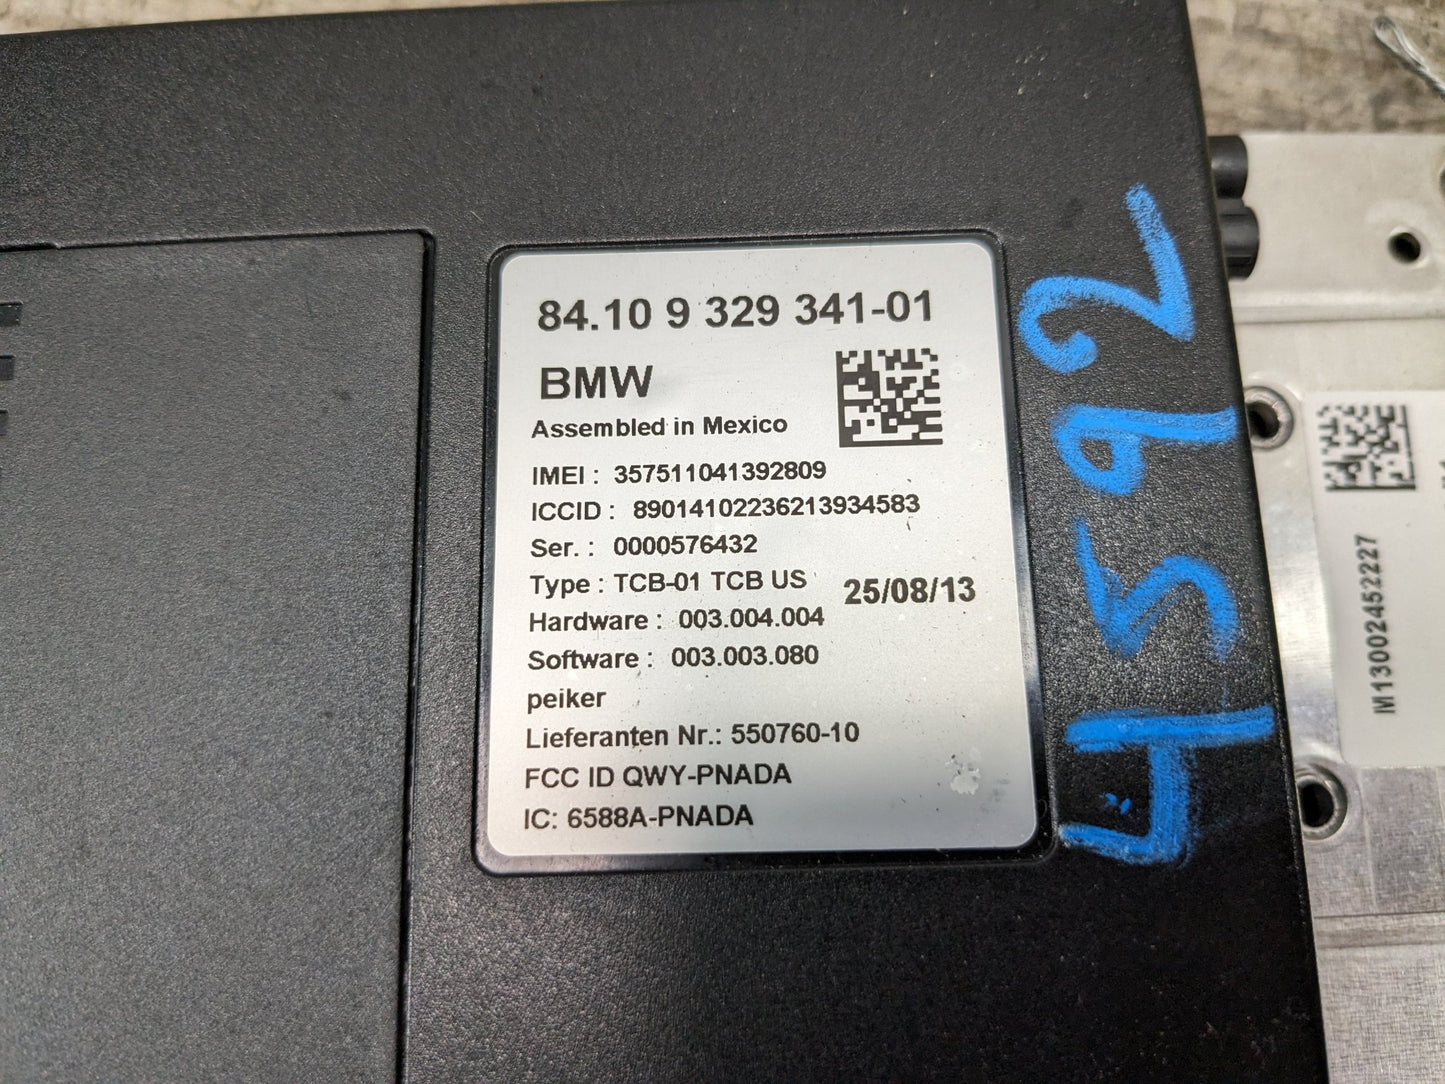 84.10 9 329 341-01
BMW
Assembled in Mexico
IMEI : 357511041392809
ICCID : 89014102236213934583
Ser. : 0000576432
Type : TCB-01 TCB US
25/08/13
Hardware : 003.004.004
Software : 003.003.080
peiker
Lieferanten Nr.: 550760-10
FCC ID QWY-PNADA
IC: 6588A-PNADA
4592
M13002452227